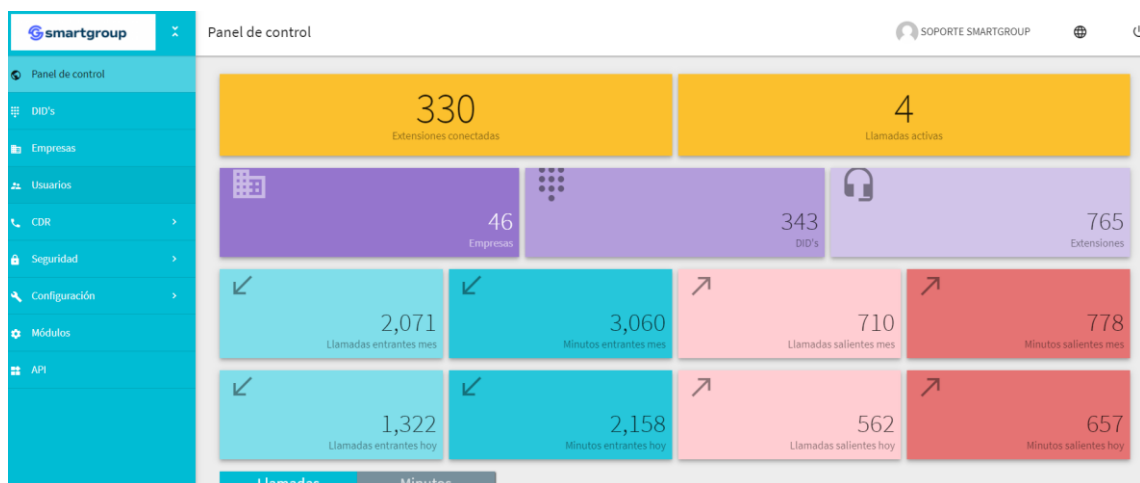 smartgroup
Panel de control
SOPORTE SMARTGROUP
Panel de control
DID's
Empresas
Usuarios
CDR
Seguridad
Configuración
Módulos
API
330
Extensiones conectadas
4
Llamadas activas
46
Empresas
343
DID's
765
Extensiones
2,071
Llamadas entrantes mes
3,060
Minutos entrantes mes
710
Llamadas salientes mes
778
Minutos salientes mes
1,322
Llamadas entrantes hoy
2,158
Minutos entrantes hoy
562
Llamadas salientes hoy
657
Minutos salientes hoy
Llamadas
Minutos